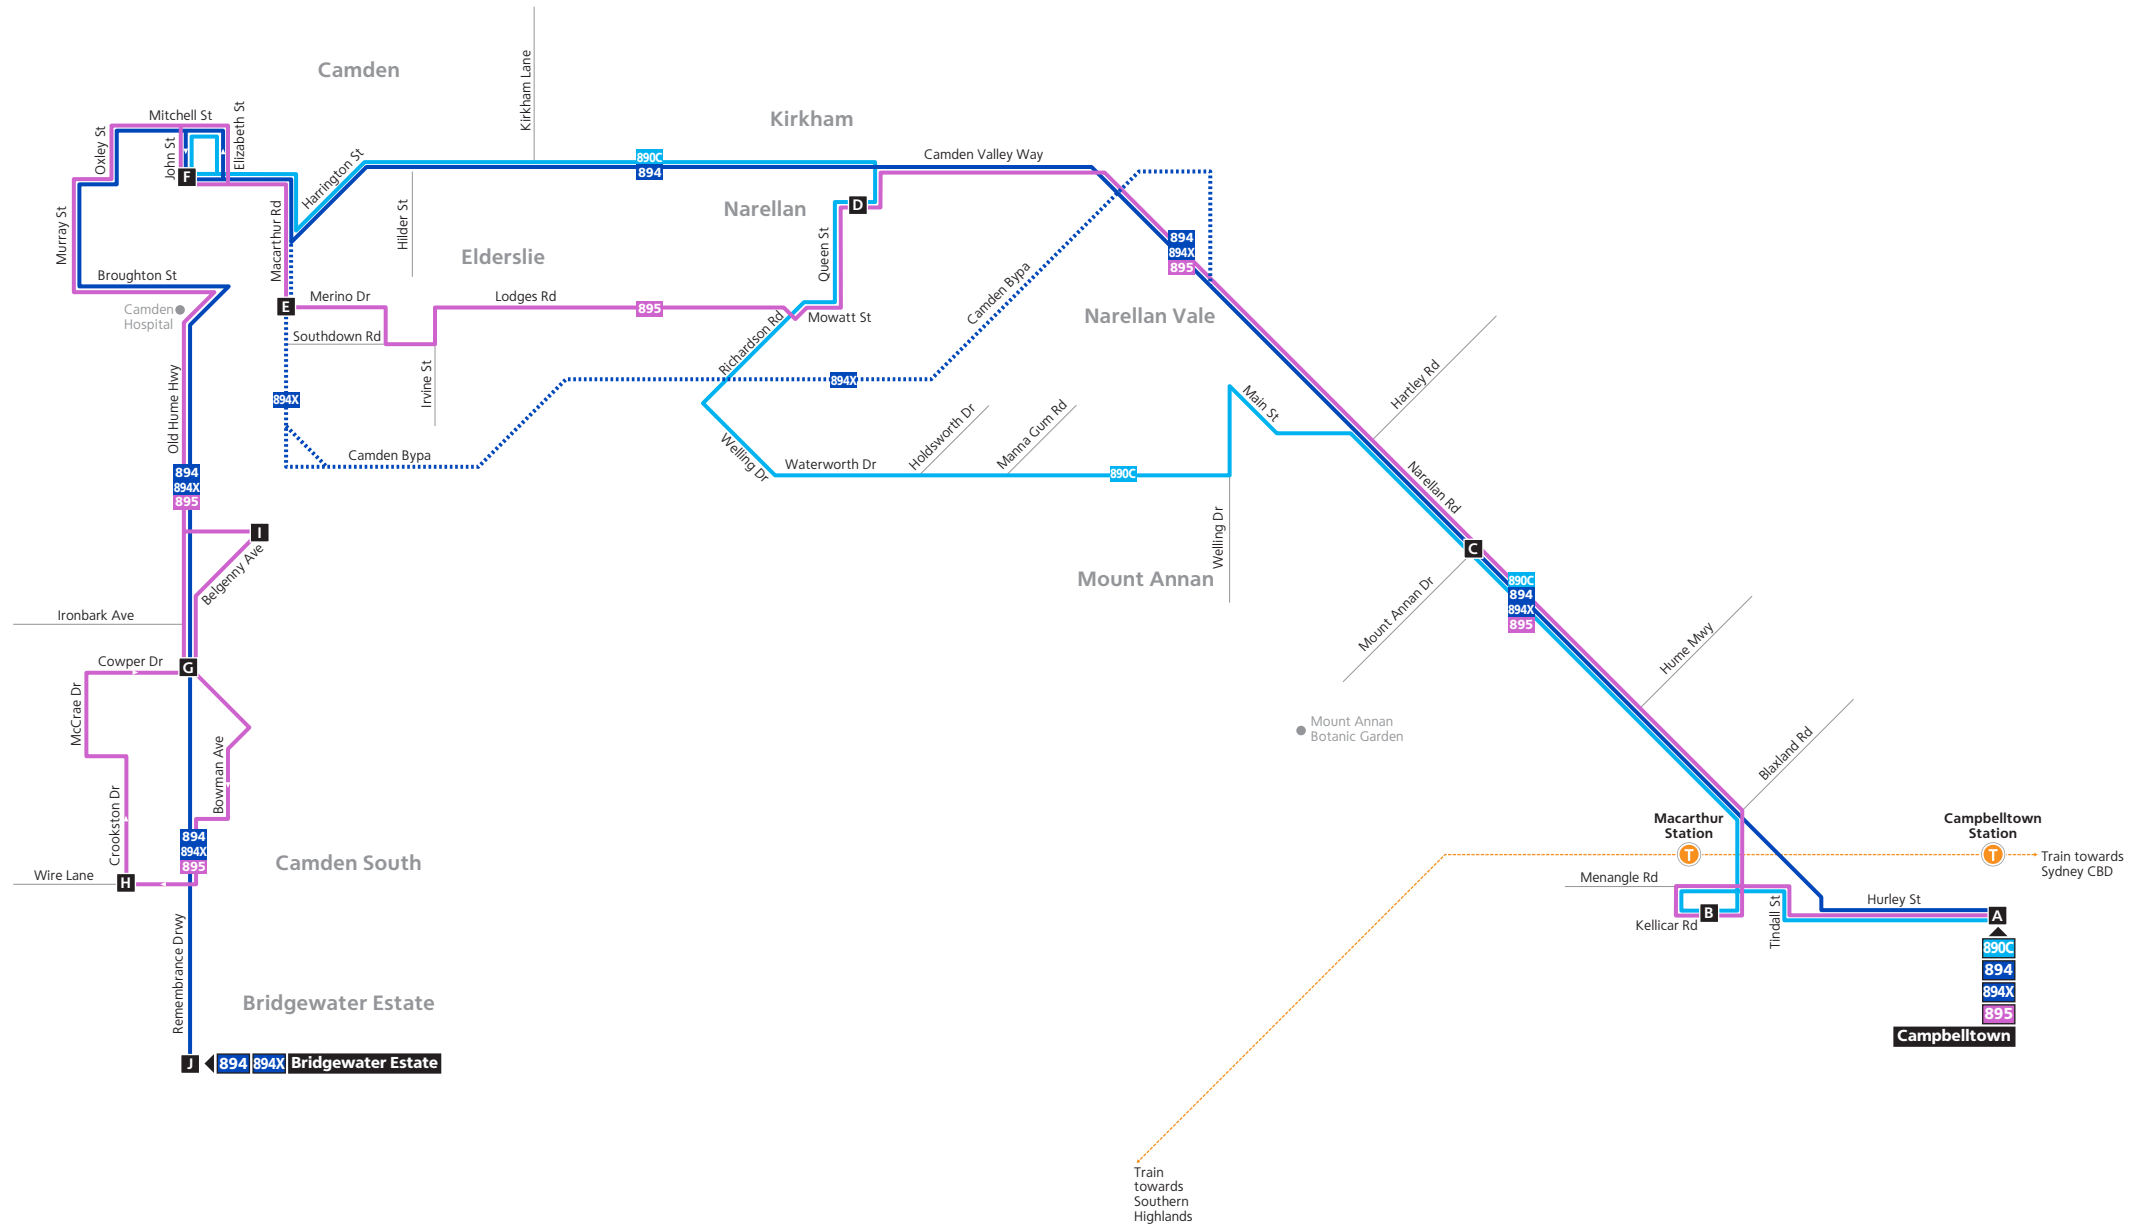 Camden
Kirkham Lane
Kirkham
Mitchell St
Elizabeth St
Oxley St
John St
F
Harrington St
890C
894
Camden Valley Way
Murray St
Macarthur Rd
Hilder St
Narellan
D
Queen St
Elderslie
894
894X
895
Broughton St
Camden
Hospital
E
Merino Dr
Lodges Rd
895
Mowatt St
Camden Bypa
Narellan Vale
Southdown Rd
Richardson Rd
Irvine St
894X
894X
Old Hume Hwy
Camden Bypa
Welling Dr
Waterworth Dr
Holdsworth Dr
Manna Gum Rd
890C
Main St
Hartley Rd
Narellan Rd
894
894X
895
I
Belgenny Ave
Welling Dr
C
Mount Annan
890C
894
894X
895
Mount Annan Dr
Ironbark Ave
Hume Mwy
Cowper Dr
G
McCrae Dr
Bowman Ave
Mount Annan
Botanic Garden
Blaxland Rd
Crookston Dr
894
894X
895
Macarthur
Station
T
Campbelltown
Station
T
Train towards
Sydney CBD
Camden South
Wire Lane
H
Menangle Rd
B
Kellicar Rd
Tindall St
Hurley St
A
890C
894
894X
895
Campbelltown
Remembrance Drwy
Bridgewater Estate
J
894
894X
Bridgewater Estate
Train
towards
Southern
Highlands